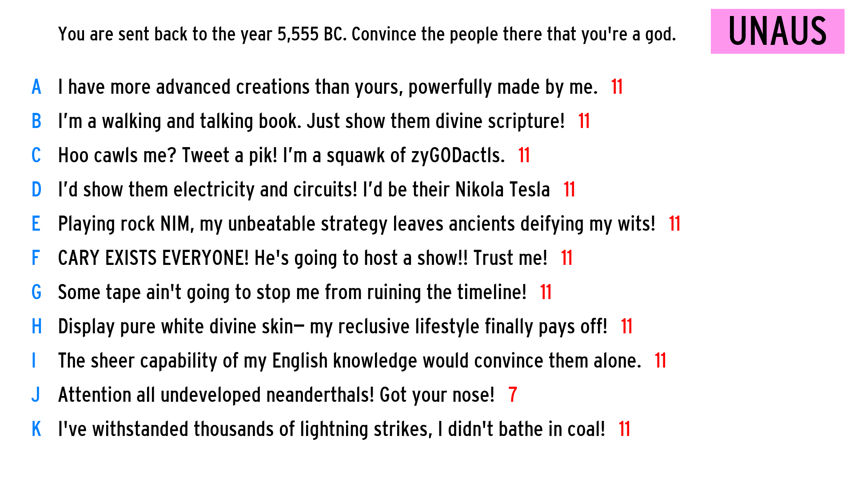 You are sent back to the year 5,555 BC. Convince the people there that you're a god.
UNAUS
A I have more advanced creations than yours, powerfully made by me. 11
B I'm a walking and talking book. Just show them divine scripture! 11
C Hoo cawls me? Tweet a pik! I'm a squawk of zyGODactls. 11
D I'd show them electricity and circuits! I'd be their Nikola Tesla 11
E Playing rock NIM, my unbeatable strategy leaves ancients deifying my wits! 11
F CARY EXISTS EVERYONE! He's going to host a show!! Trust me! 11
G Some tape ain't going to stop me from ruining the timeline! 11
H Display pure white divine skin— my reclusive lifestyle finally pays off! 11
I The sheer capability of my English knowledge would convince them alone. 11
J Attention all undeveloped neanderthals! Got your nose! 7
K I've withstanded thousands of lightning strikes, I didn't bathe in coal! 11